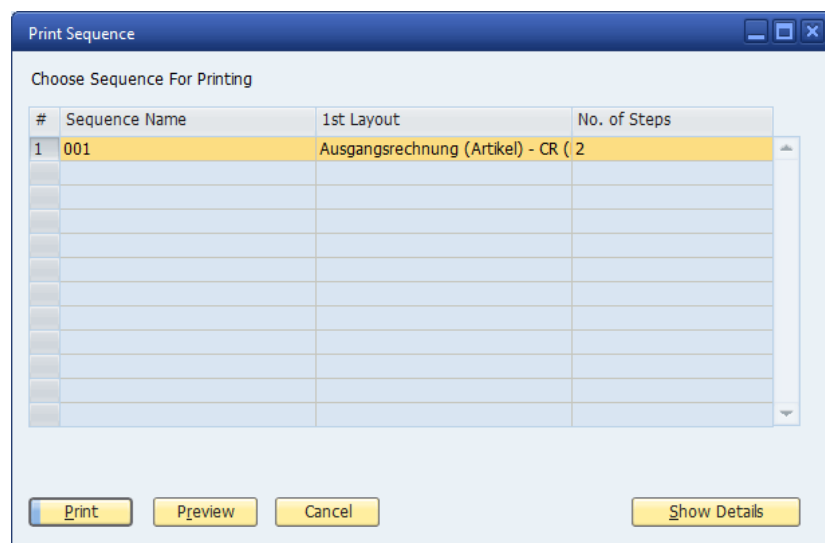 Print Sequence
Choose Sequence For Printing
# Sequence Name 1st Layout No. of Steps
1 001 Ausgangsrechnung (Artikel) - CR ( 2
Print Preview Cancel Show Details